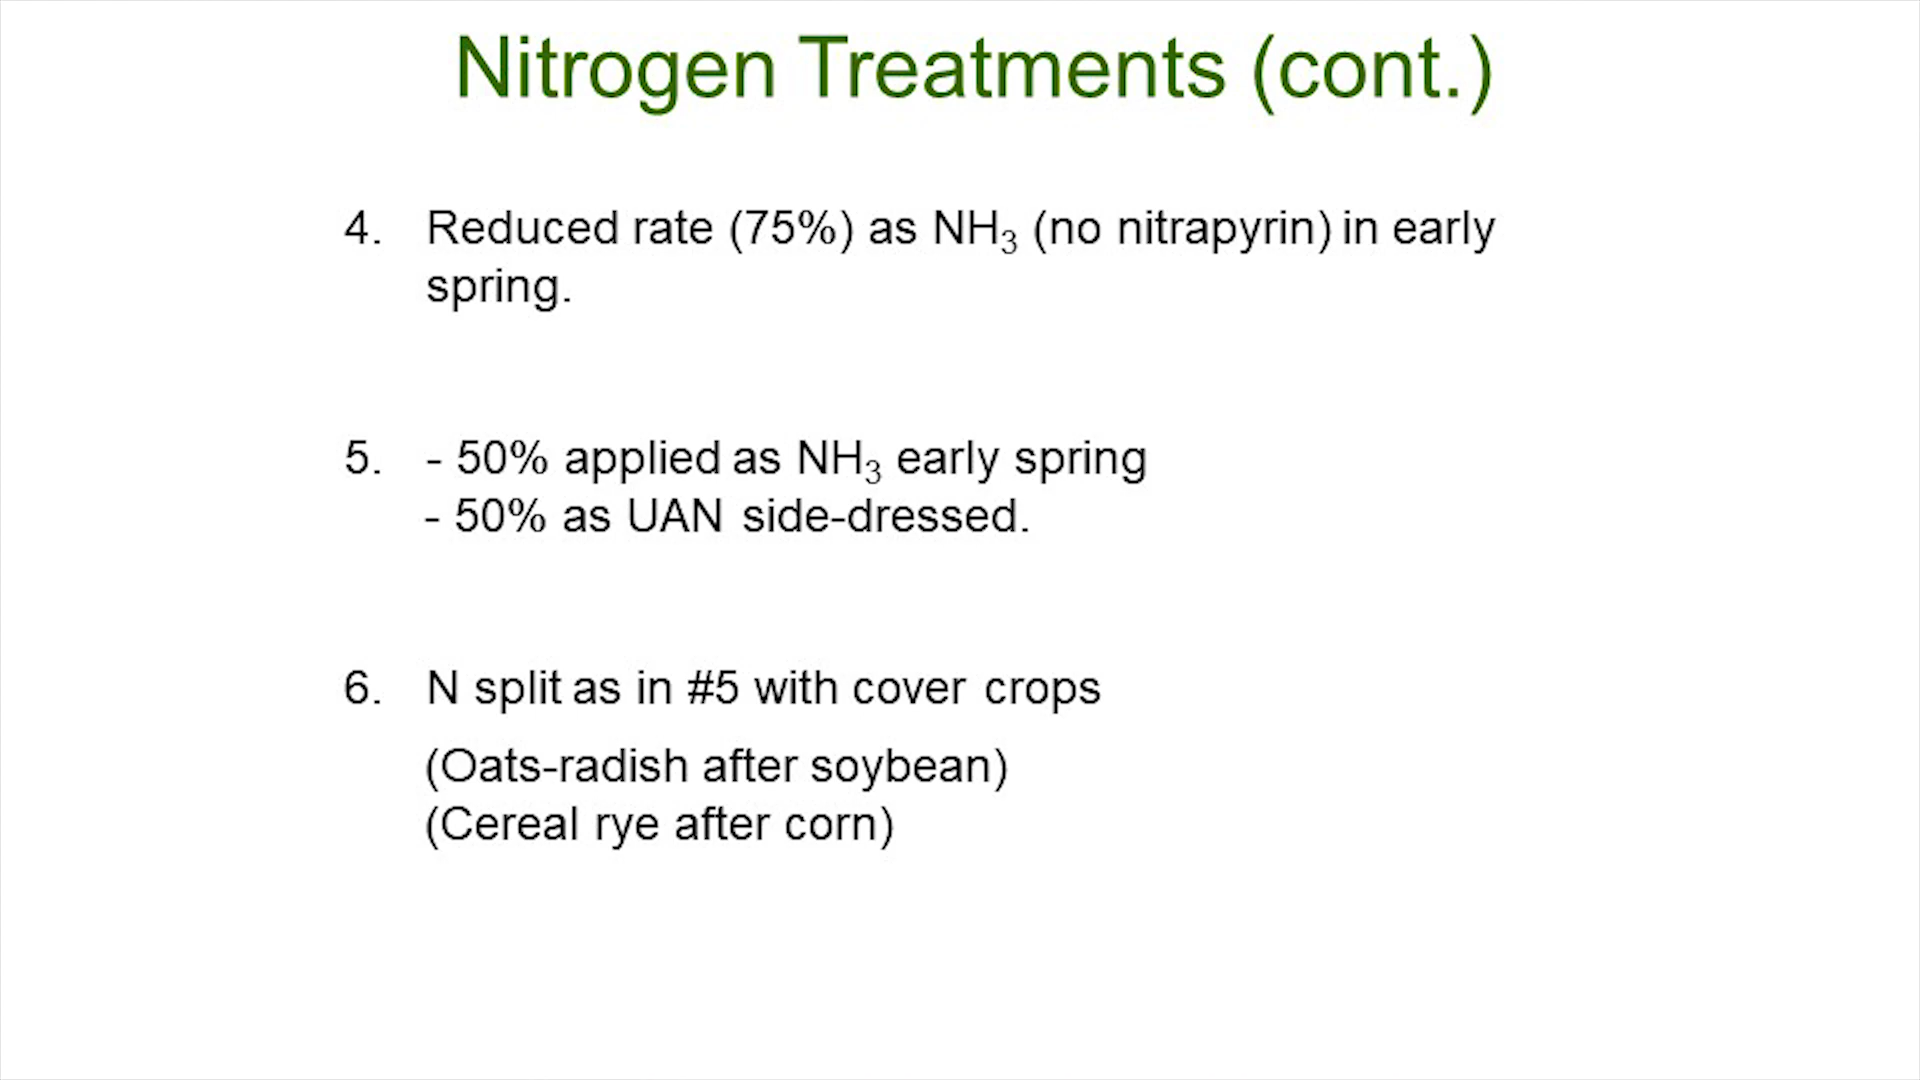 Nitrogen Treatments (cont.)
4. Reduced rate (75%) as NH₃ (no nitrapyrin) in early
spring.
5. - 50% applied as NH₃ early spring
- 50% as UAN side-dressed.
6. N split as in #5 with cover crops
(Oats-radish after soybean)
(Cereal rye after corn)